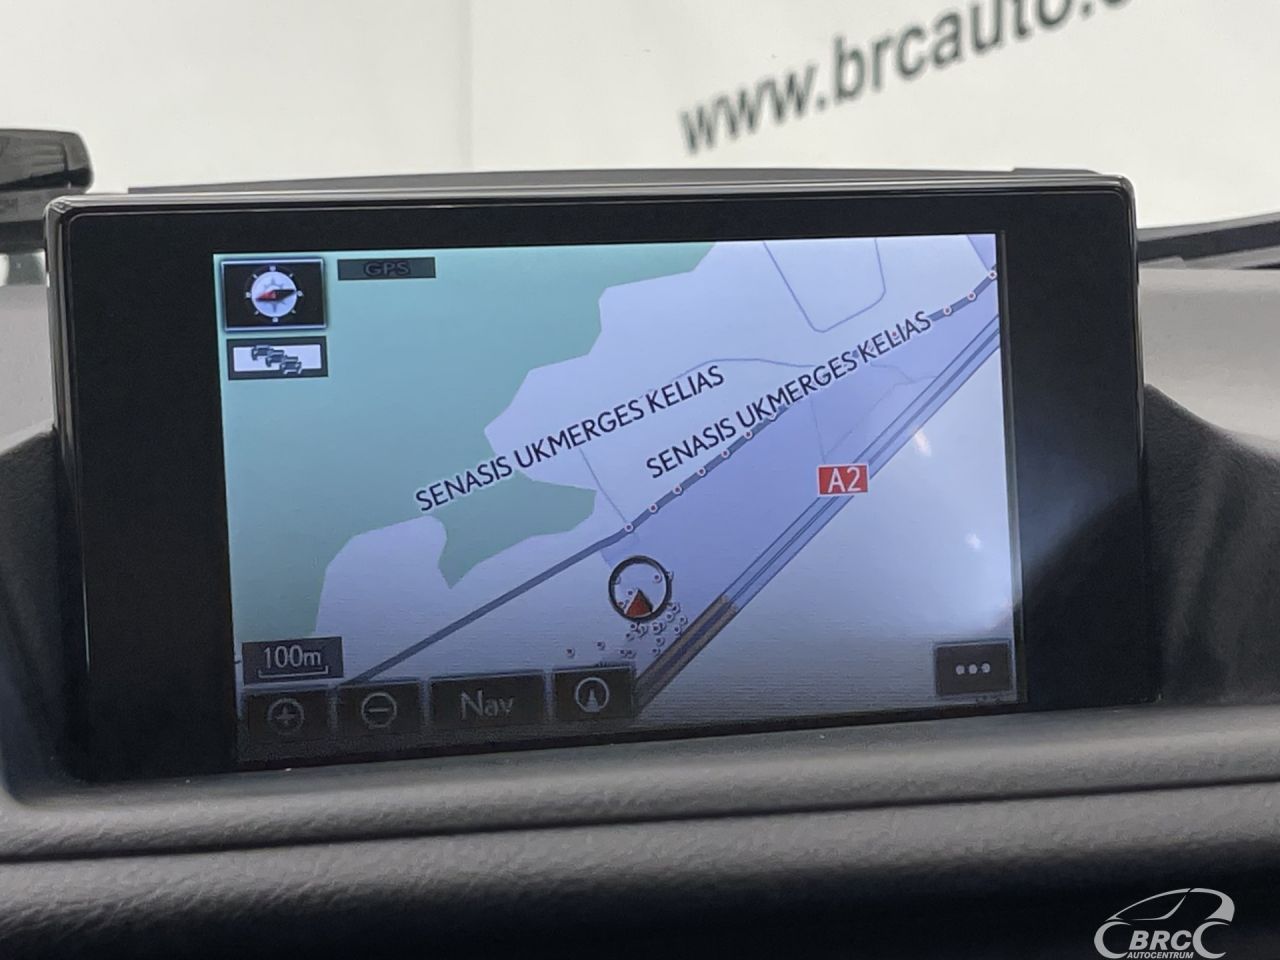 www.brcauto.
GPS
SENASIS UKMERGES KELIAS
SENASIS UKMERGES KELIAS
A2
100m
Nav
BRC
AUTOCENTRUM